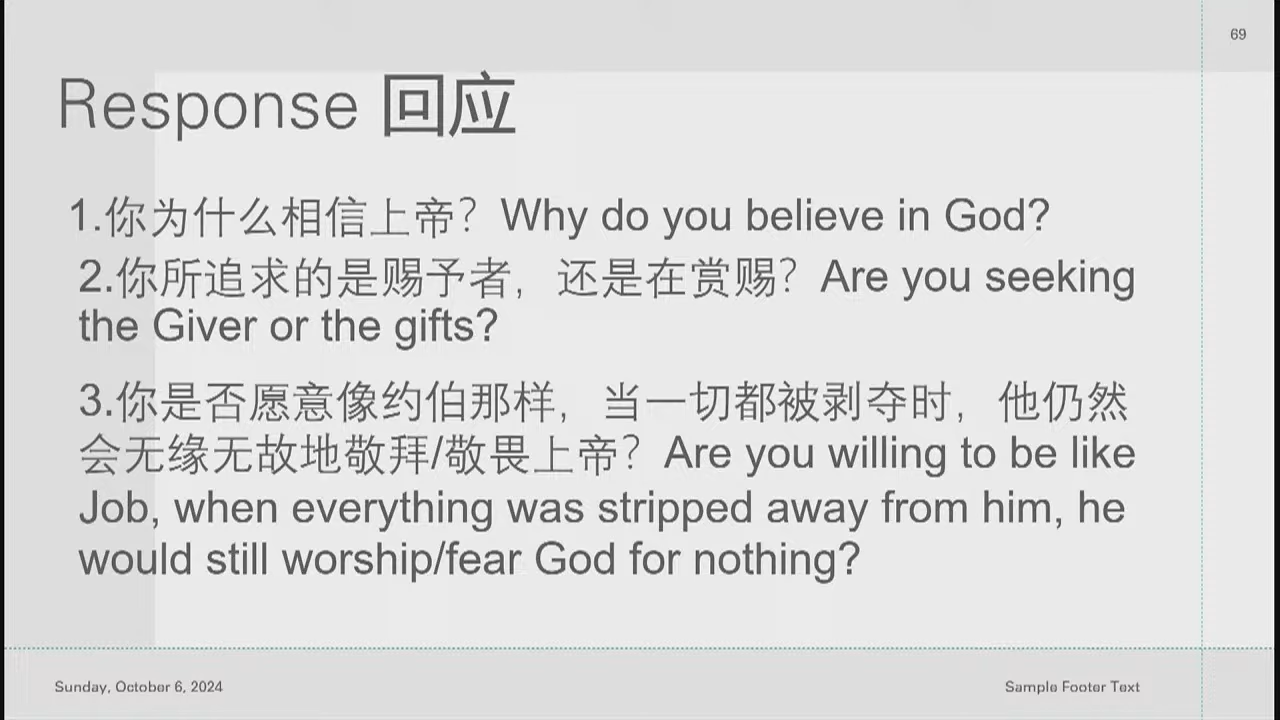 69
Response 回应
1.你为什么相信上帝？Why do you believe in God?
2.你所追求的是赐予者，还是在赏赐？Are you seeking
the Giver or the gifts?
3.你是否愿意像约伯那样，当一切都被剥夺时，他仍然
会无缘无故地敬拜/敬畏上帝？Are you willing to be like
Job, when everything was stripped away from him, he
would still worship/fear God for nothing?
Sunday, October 6, 2024
Sample Footer Text